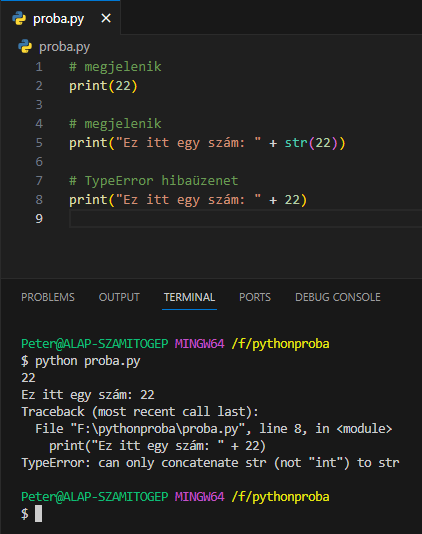 proba.py
proba.py
1 # megjelenik
2 print(22)
3
4 # megjelenik
5 print("Ez itt egy szám: " + str(22))
6
7 # TypeError hibaüzenet
8 print("Ez itt egy szám: " + 22)
9
PROBLEMS OUTPUT TERMINAL PORTS DEBUG CONSOLE
Peter@ALAP-SZAMITOGEP MINGW64 /f/pythonproba
$ python proba.py
22
Ez itt egy szám: 22
Traceback (most recent call last):
  File "F:\pythonproba\proba.py", line 8, in <module>
    print("Ez itt egy szám: " + 22)
TypeError: can only concatenate str (not "int") to str
Peter@ALAP-SZAMITOGEP MINGW64 /f/pythonproba
$